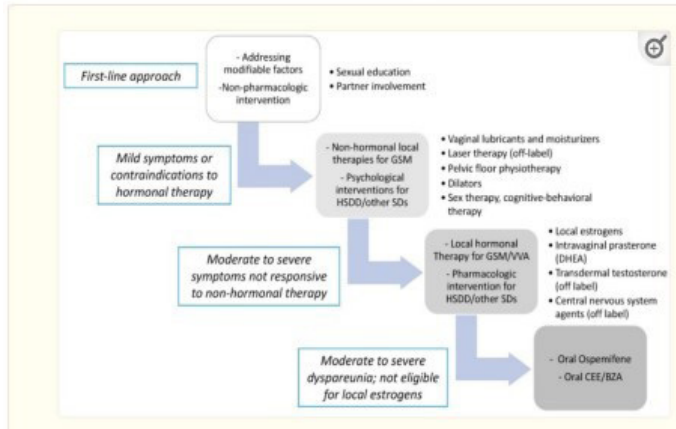 First-line approach
- Addressing
modifiable factors
-Non-pharmacologic
intervention
• Sexual education
• Partner involvement
Mild symptoms or
contraindications to
hormonal therapy
- Non-hormonal local
therapies for GSM
- Psychological
interventions for
HSDD/other SDs
• Vaginal lubricants and moisturizers
• Laser therapy (off-label)
• Pelvic floor physiotherapy
• Dilators
• Sex therapy, cognitive-behavioral
therapy
Moderate to severe
symptoms not responsive
to non-hormonal therapy
- Local hormonal
Therapy for GSM/VVA
- Pharmacologic
intervention for
HSDD/other SDs
• Local estrogens
• Intravaginal prasterone
(DHEA)
• Transdermal testosterone
(off label)
• Central nervous system
agents (off label)
Moderate to severe
dyspareunia; not eligible
for local estrogens
- Oral Ospemifene
- Oral CEE/BZA